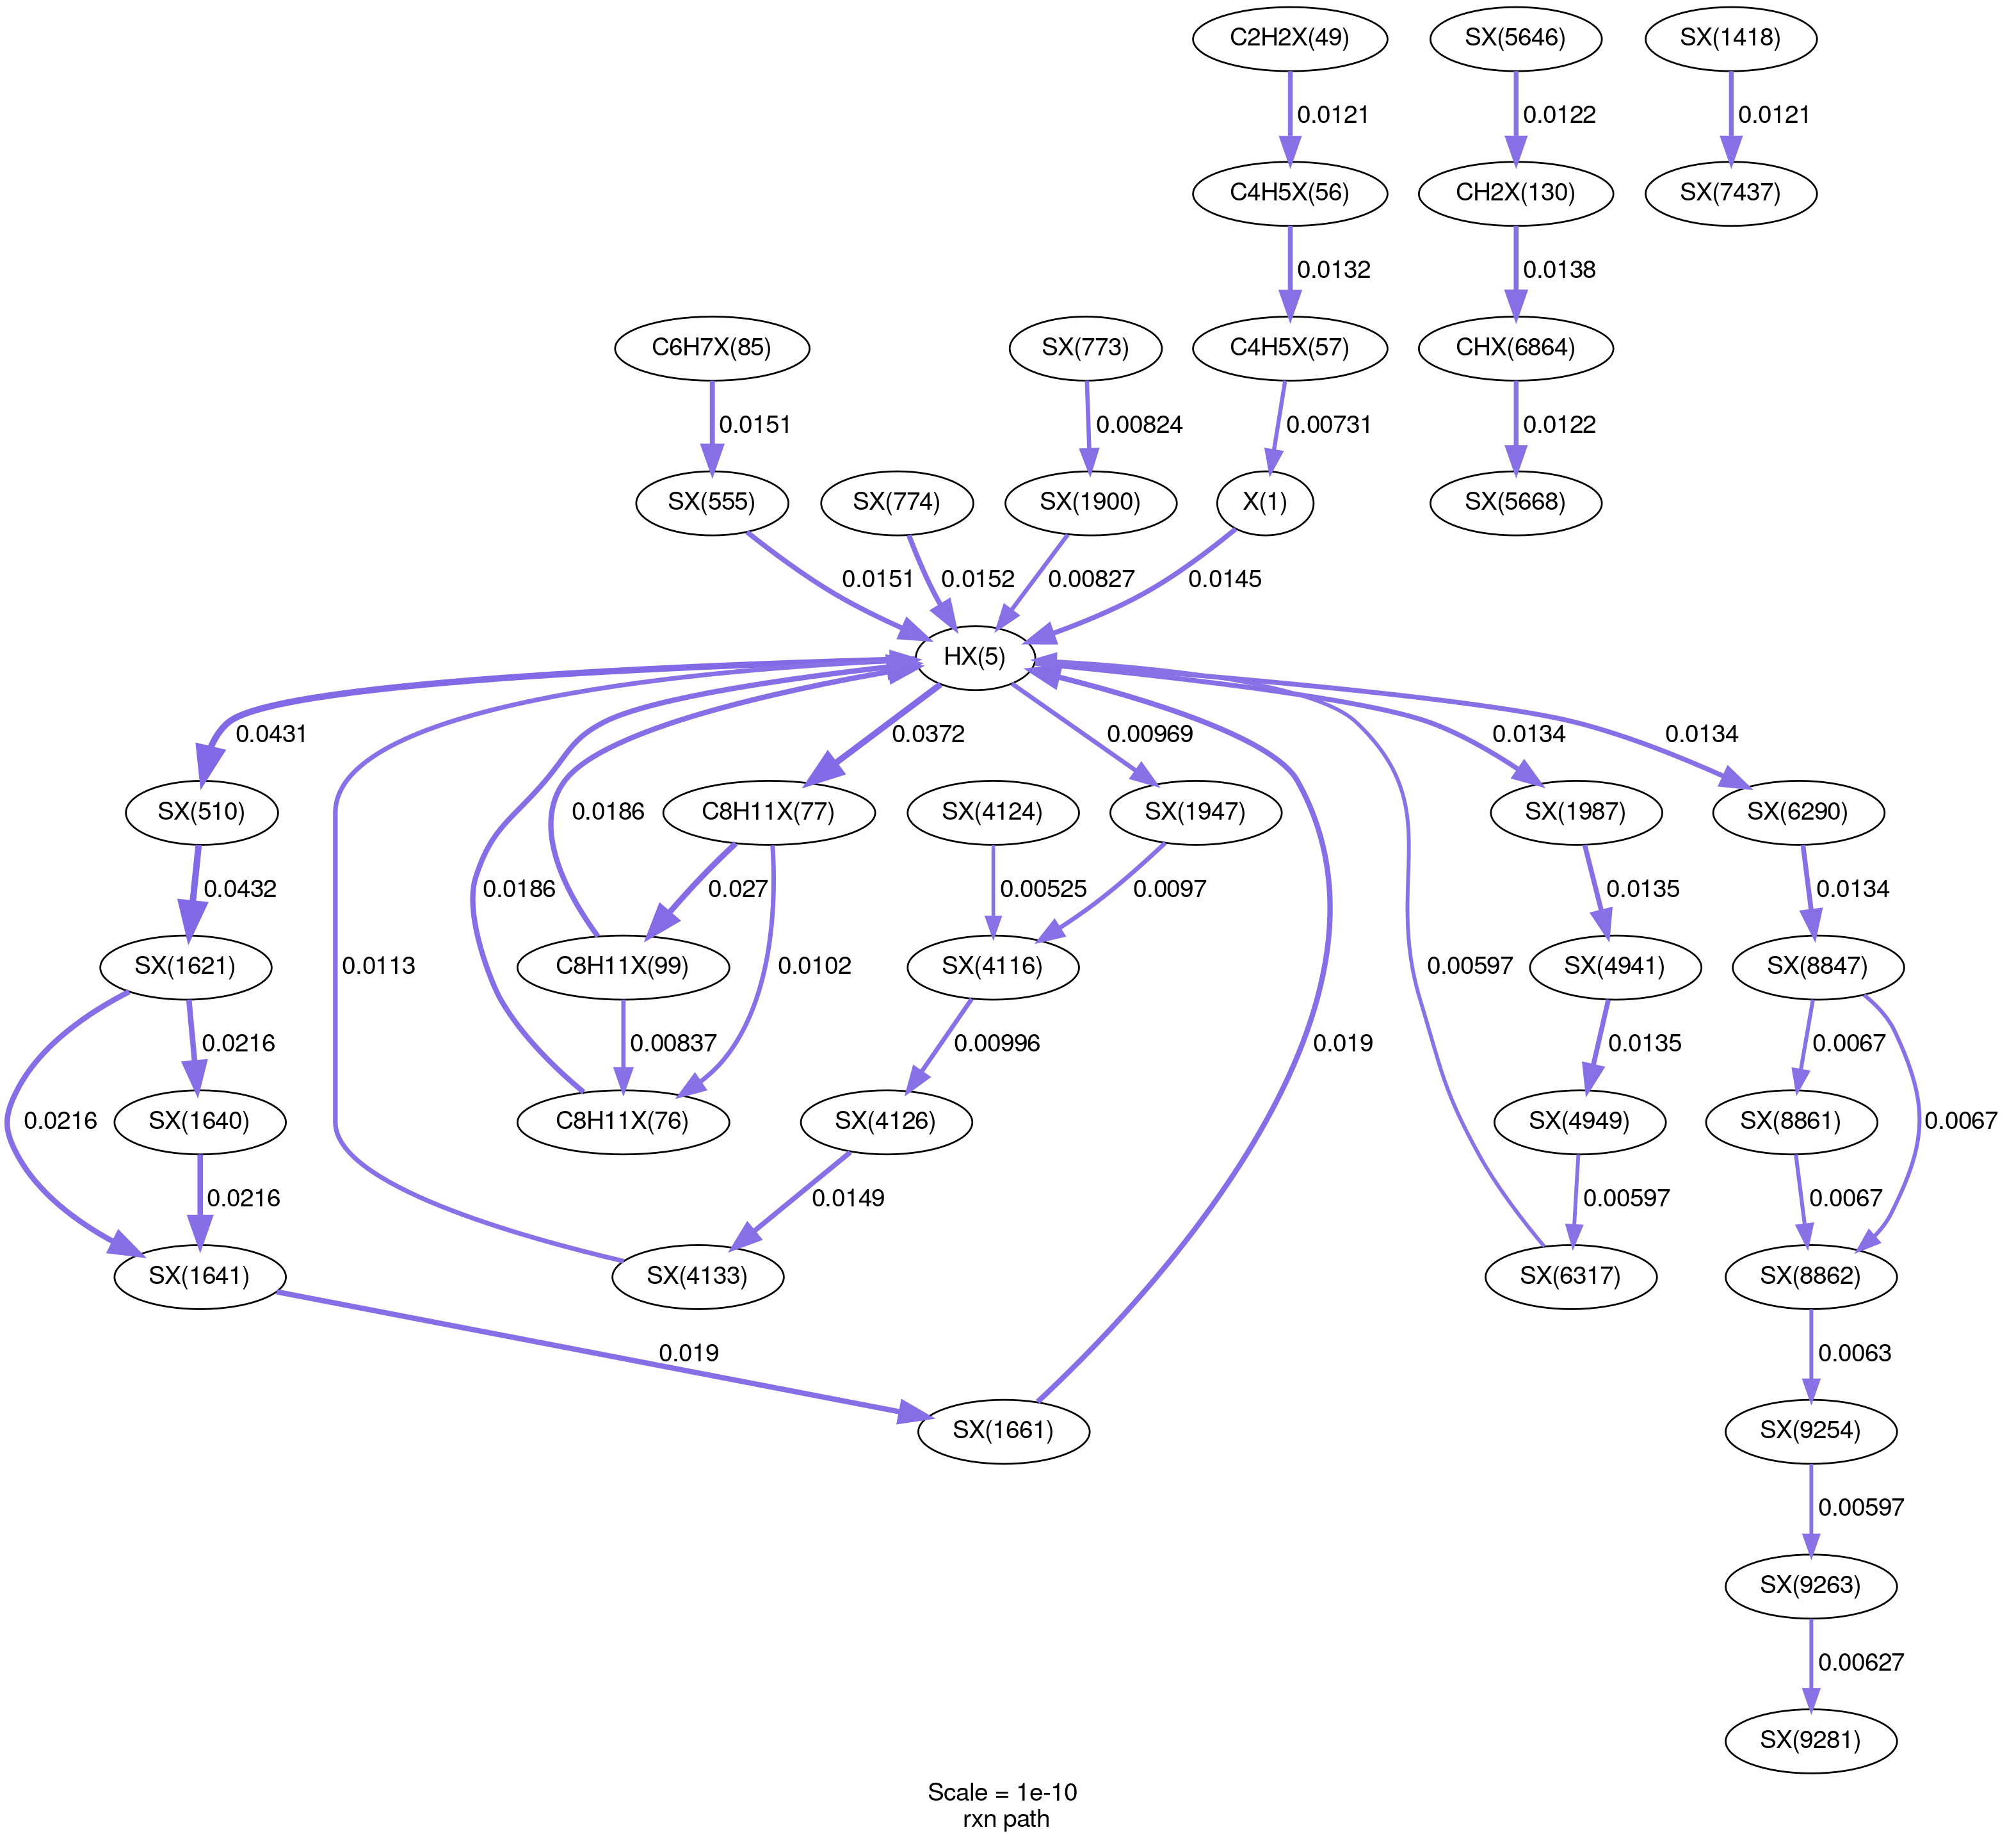 C2H2X(49)
SX(5646)
SX(1418)
0.0121
0.0122
0.0121
C4H5X(56)
CH2X(130)
SX(7437)
0.0132
0.0138
C6H7X(85)
SX(773)
C4H5X(57)
CHX(6864)
0.0151
0.00824
0.00731
0.0122
SX(555)
SX(774)
SX(1900)
X(1)
SX(5668)
0.0151
0.0152
0.00827
0.0145
HX(5)
0.0431
0.0372
0.00969
0.0134
0.0134
SX(510)
C8H11X(77)
SX(4124)
SX(1947)
SX(1987)
SX(6290)
0.0186
0.0432
0.027
0.00525
0.0097
0.0135
0.0134
SX(1621)
C8H11X(99)
SX(4116)
SX(4941)
SX(8847)
0.0113
0.0186
0.0102
0.00597
0.0216
0.00837
0.00996
0.0135
0.0067
SX(1640)
C8H11X(76)
SX(4126)
SX(4949)
SX(8861)
0.0067
0.0216
0.0216
0.0149
0.00597
0.0067
SX(1641)
SX(4133)
0.019
SX(6317)
SX(8862)
0.019
0.0063
SX(1661)
SX(9254)
0.00597
SX(9263)
0.00627
SX(9281)
Scale = 1e-10
rxn path